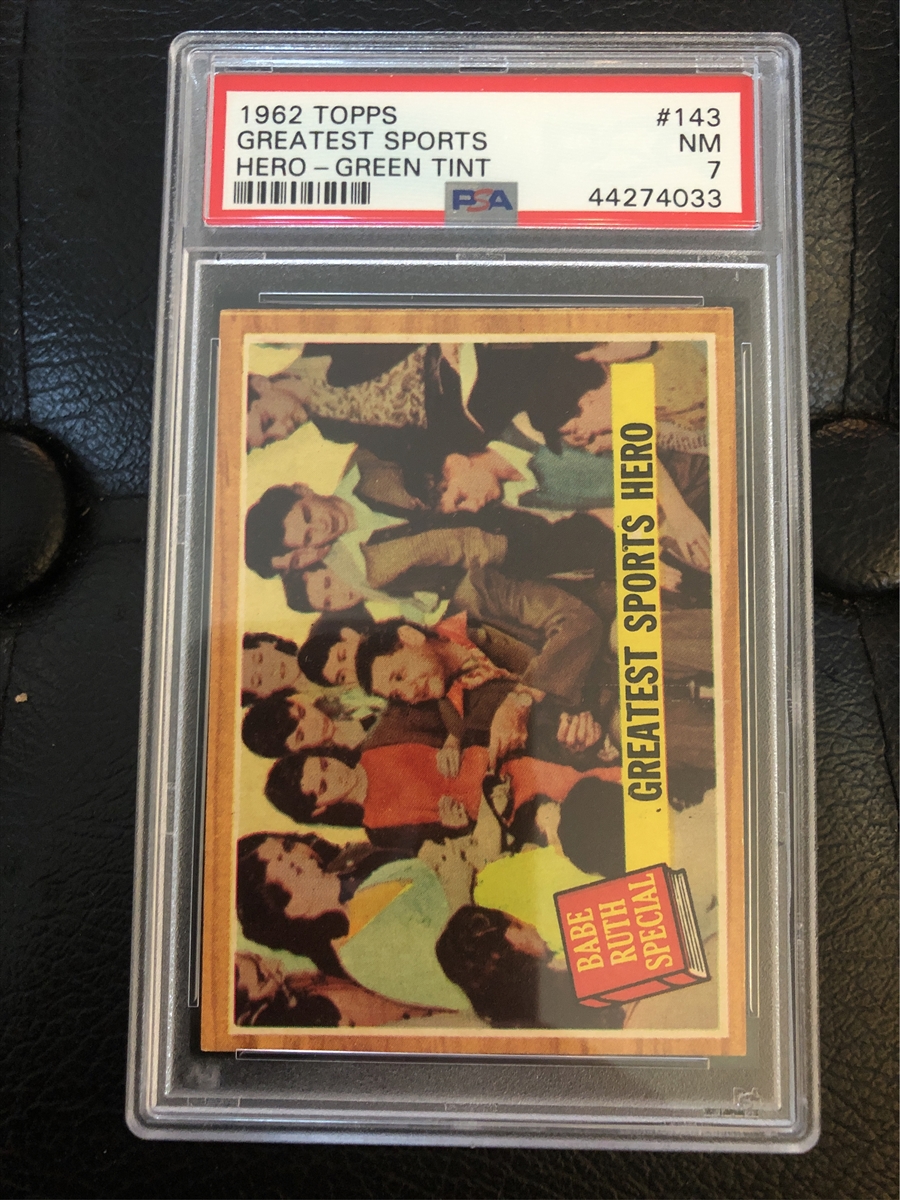 1962 TOPPS #143
GREATEST SPORTS NM
HERO – GREEN TINT 7
PSA 44274033
GREATEST SPORTS HERO
BABE
RUTH
SPECIAL